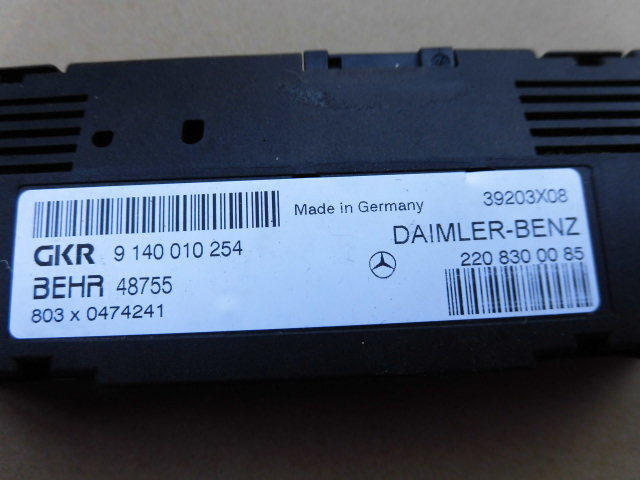 Made in Germany
39203X08
GKR 9 140 010 254
DAIMLER-BENZ
BEHR 48755
220 830 00 85
803 x 0474241